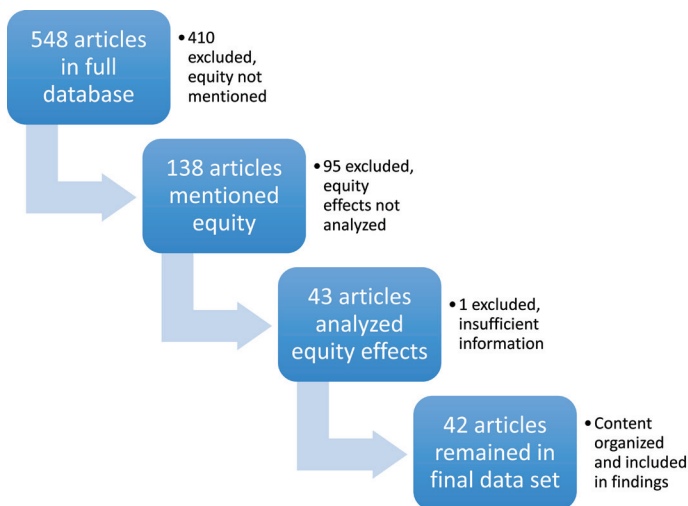 548 articles
in full
database
• 410
excluded,
equity not
mentioned
138 articles
mentioned
equity
• 95 excluded,
equity
effects not
analyzed
43 articles
analyzed
equity effects
• 1 excluded,
insufficient
information
42 articles
remained in
final data set
• Content
organized
and included
in findings